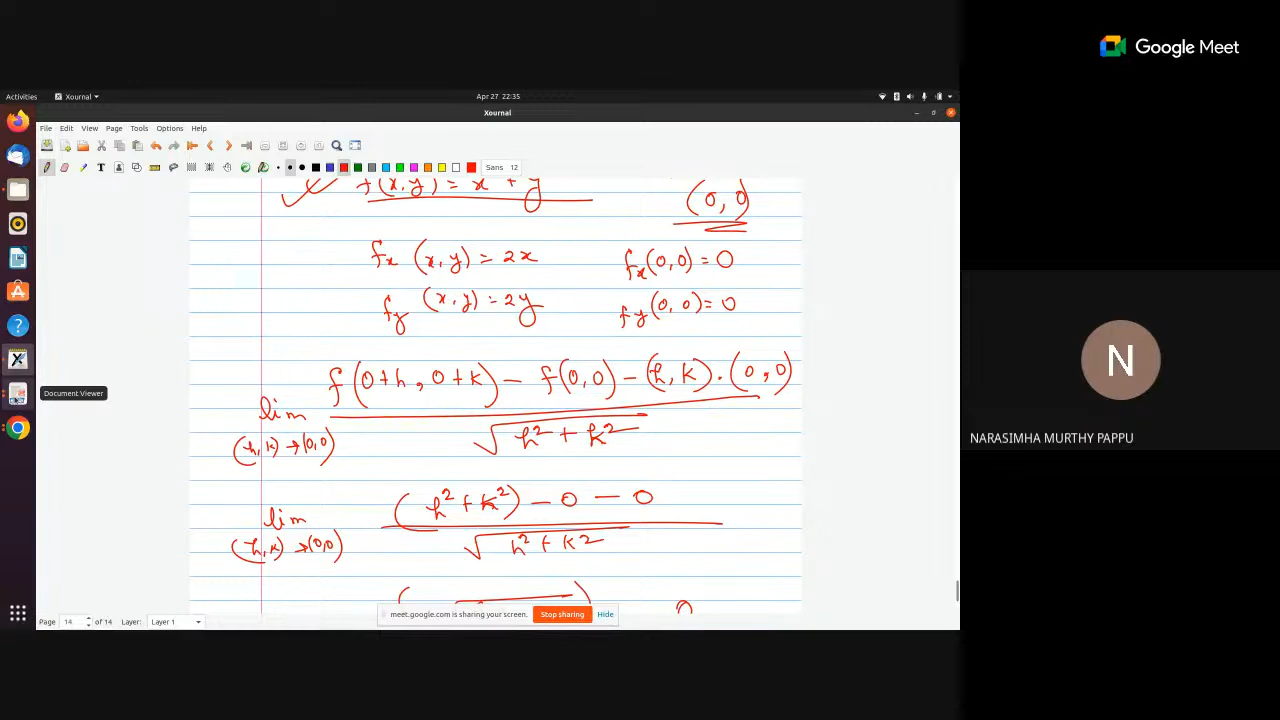 Google Meet
Activities Xournal Apr 27 22:35
Xournal
File Edit View Page Tools Options Help
Sans 12
f(x,y) = x + y
(0,0)
fx (x,y) = 2x fx(0,0) = 0
fy (x,y) = 2y fy(0,0) = 0
f(0+h, 0+k) - f(0,0) - (h,k).(0,0)
lim
(h,k) → (0,0)
√h² + k²
Document Viewer
(h² + k²) - 0 - 0
lim
(h,k) → (0,0)
√h² + k²
meet.google.com is sharing your screen. Stop sharing Hide
Page 14 of 14 Layer: Layer 1
N
NARASIMHA MURTHY PAPPU